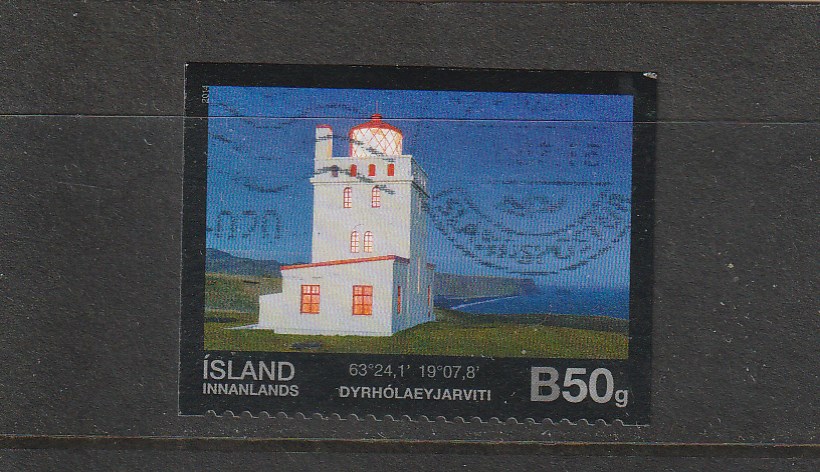 2014
ÍSLAND
INNANLANDS
63°24,1' 19°07,8'
DYRHÓLAEYJARVITI
B50g